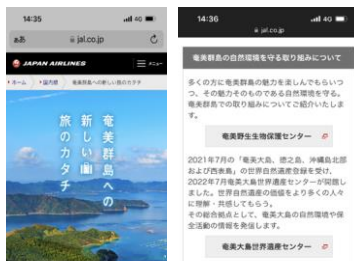 14:35
4G
ぁあ
jal.co.jp
JAPAN AIRLINES
メニュー
ホーム
国内線
奄美群島への新しい旅のカタチ
奄美群島への
新しい
旅のカタチ
14:36
4G
jal.co.jp
奄美群島の自然環境を守る取り組みについて
多くの方に奄美群島の魅力を楽しんでもらいつ
つ、その魅力そのものである自然環境を守る。
奄美群島での取り組みについてご紹介いたしま
す。
奄美野生生物保護センター
2021年7月の「奄美大島、徳之島、沖縄島北部
および西表島」の世界自然遺産登録を受け、
2022年7月奄美大島世界遺産センターが開園し
ました。世界自然遺産の価値をより多くの人々
に理解・共感してもらう。
その総合拠点として、奄美大島の自然環境や保
全活動の情報を発信します。
奄美大島世界遺産センター